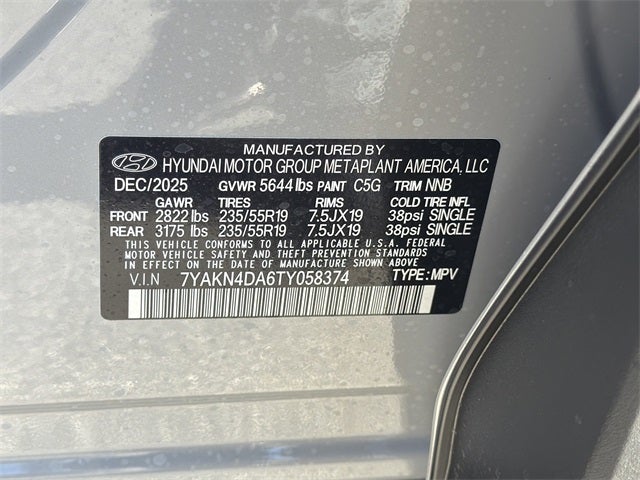 MANUFACTURED BY
HYUNDAI MOTOR GROUP METAPLANT AMERICA, LLC
DEC/2025 GVWR 5644 lbs PAINT C5G TRIM NNB
GAWR TIRES RIMS COLD TIRE INFL
FRONT 2822 lbs 235/55R19 7.5JX19 38psi SINGLE
REAR 3175 lbs 235/55R19 7.5JX19 38psi SINGLE
THIS VEHICLE CONFORMS TO ALL APPLICABLE U.S.A. FEDERAL
MOTOR VEHICLE SAFETY AND THEFT PREVENTION STANDARDS
IN EFFECT ON THE DATE OF MANUFACTURE SHOWN ABOVE.
V.I.N 7YAKN4DA6TY058374 TYPE: MPV